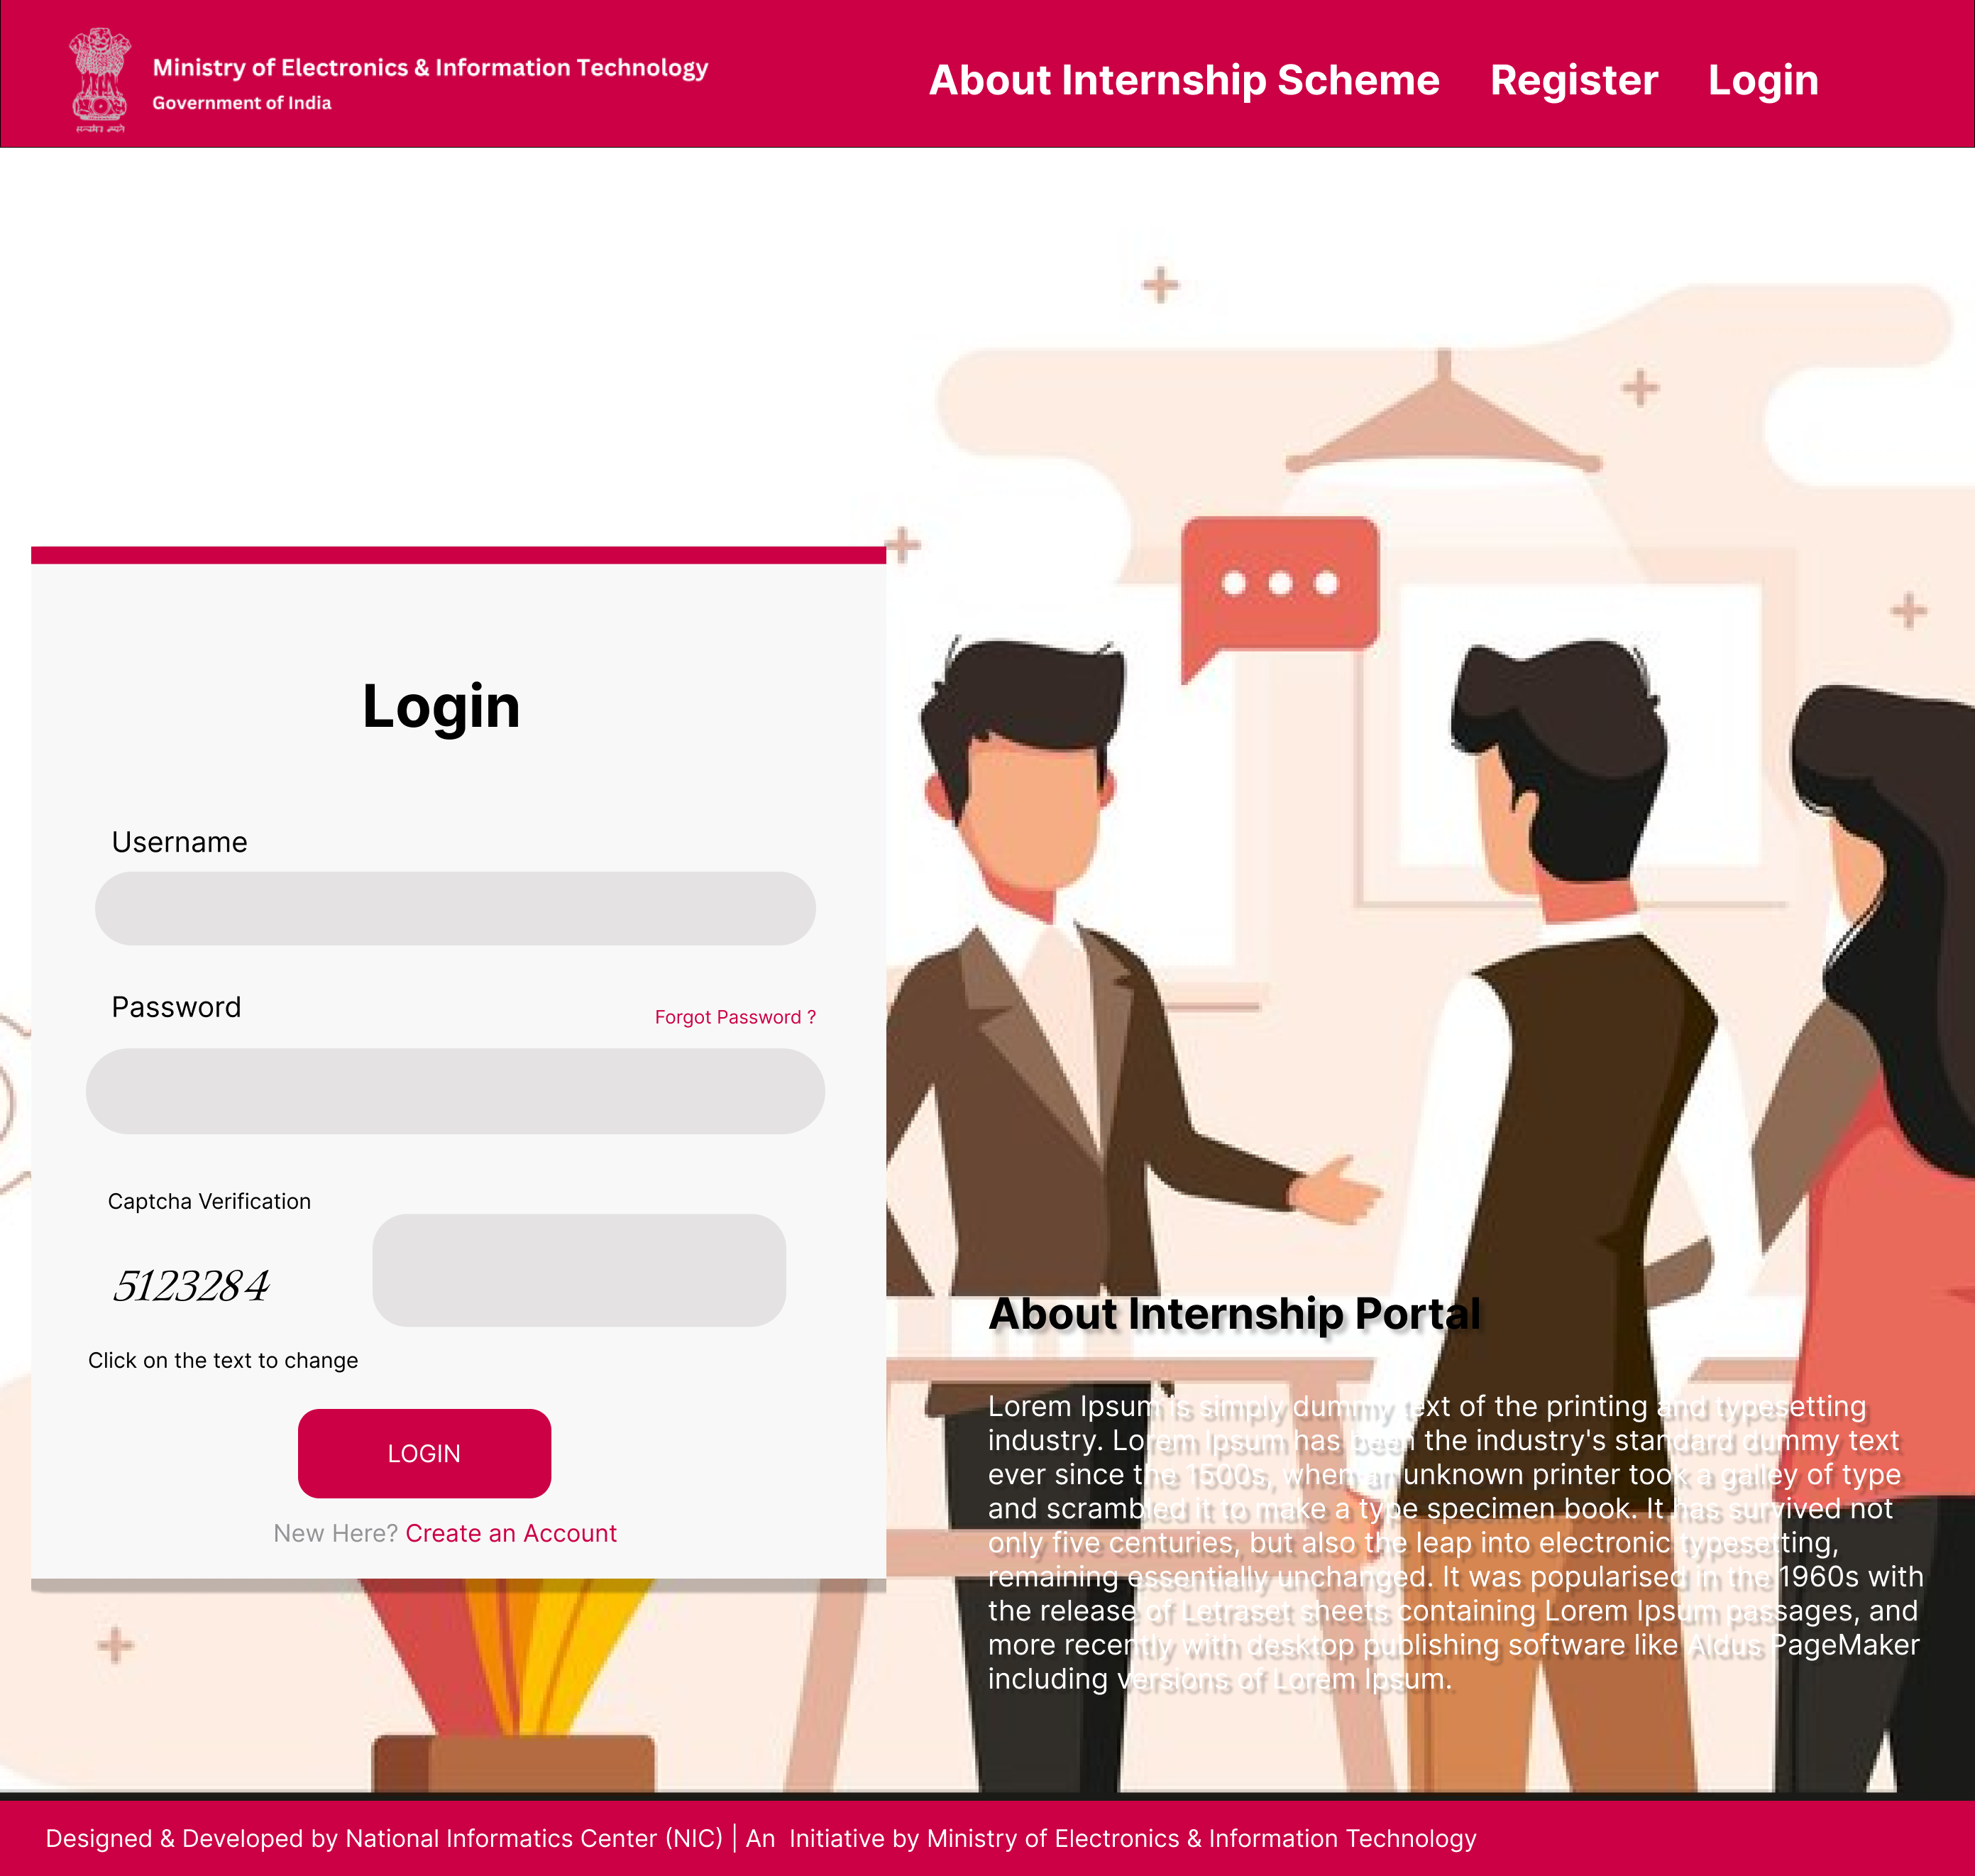 Ministry of Electronics & Information Technology
Government of India
About Internship Scheme Register Login
Login
Username
Password
Forgot Password ?
Captcha Verification
5123284
Click on the text to change
LOGIN
New Here? Create an Account
About Internship Portal
Lorem Ipsum is simply dummy text of the printing and typesetting
industry. Lorem Ipsum has been the industry's standard dummy text
ever since the 1500s, when an unknown printer took a galley of type
and scrambled it to make a type specimen book. It has survived not
only five centuries, but also the leap into electronic typesetting,
remaining essentially unchanged. It was popularised in the 1960s with
the release of Letraset sheets containing Lorem Ipsum passages, and
more recently with desktop publishing software like Aldus PageMaker
including versions of Lorem Ipsum.
Designed & Developed by National Informatics Center (NIC) | An  Initiative by Ministry of Electronics & Information Technology